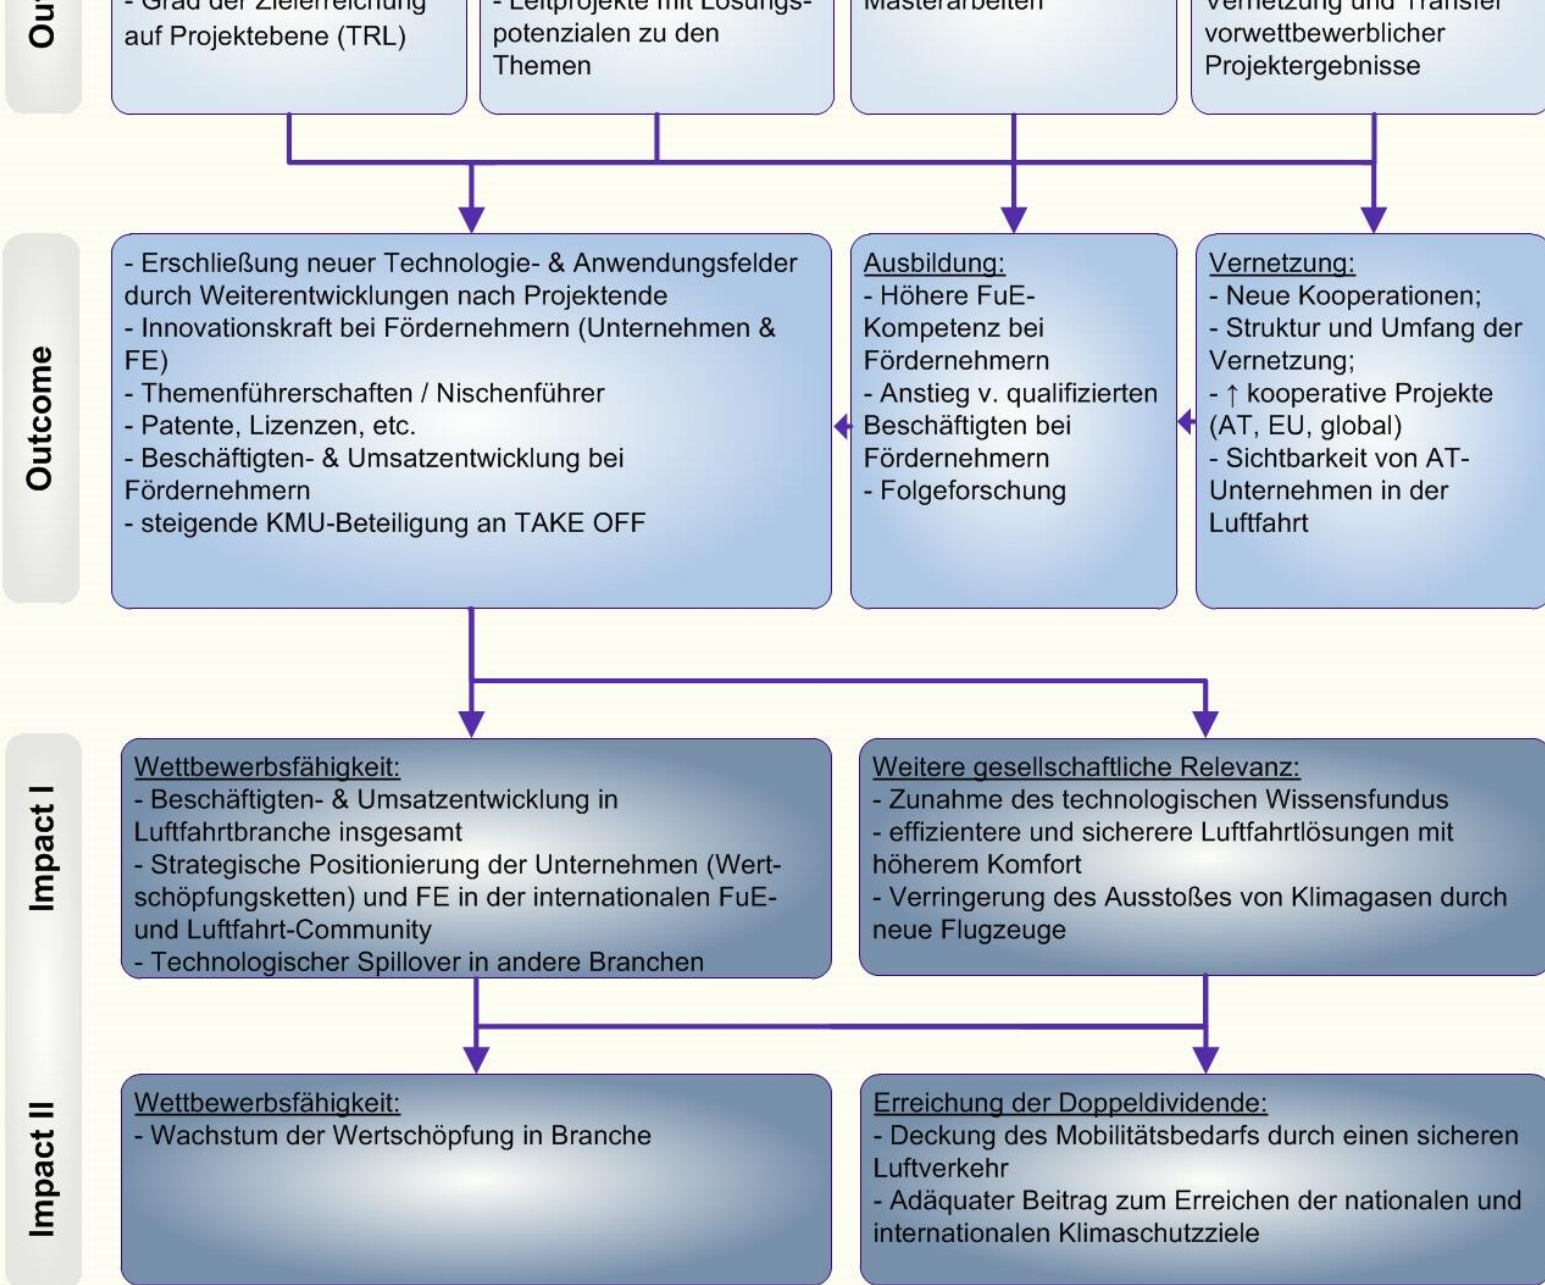 Ou
- Grad der Zielerreichung
auf Projektebene (TRL)
- Leitprojekte mit Lösungs-
potenzialen zu den
Themen
Masterarbeiten
Vernetzung und Transfer
vorwettbewerblicher
Projektergebnisse
Outcome
- Erschließung neuer Technologie- & Anwendungsfelder
durch Weiterentwicklungen nach Projektende
- Innovationskraft bei Fördernehmern (Unternehmen &
FE)
- Themenführerschaften / Nischenführer
- Patente, Lizenzen, etc.
- Beschäftigten- & Umsatzentwicklung bei
Fördernehmern
- steigende KMU-Beteiligung an TAKE OFF
Ausbildung:
- Höhere FuE-
Kompetenz bei
Fördernehmern
- Anstieg v. qualifizierten
Beschäftigten bei
Fördernehmern
- Folgeforschung
Vernetzung:
- Neue Kooperationen;
- Struktur und Umfang der
Vernetzung;
- ↑ kooperative Projekte
(AT, EU, global)
- Sichtbarkeit von AT-
Unternehmen in der
Luftfahrt
Impact I
Wettbewerbsfähigkeit:
- Beschäftigten- & Umsatzentwicklung in
Luftfahrtbranche insgesamt
- Strategische Positionierung der Unternehmen (Wert-
schöpfungsketten) und FE in der internationalen FuE-
und Luftfahrt-Community
- Technologischer Spillover in andere Branchen
Weitere gesellschaftliche Relevanz:
- Zunahme des technologischen Wissensfundus
- effizientere und sicherere Luftfahrtlösungen mit
höherem Komfort
- Verringerung des Ausstoßes von Klimagasen durch
neue Flugzeuge
Impact II
Wettbewerbsfähigkeit:
- Wachstum der Wertschöpfung in Branche
Erreichung der Doppeldividende:
- Deckung des Mobilitätsbedarfs durch einen sicheren
Luftverkehr
- Adäquater Beitrag zum Erreichen der nationalen und
internationalen Klimaschutzziele